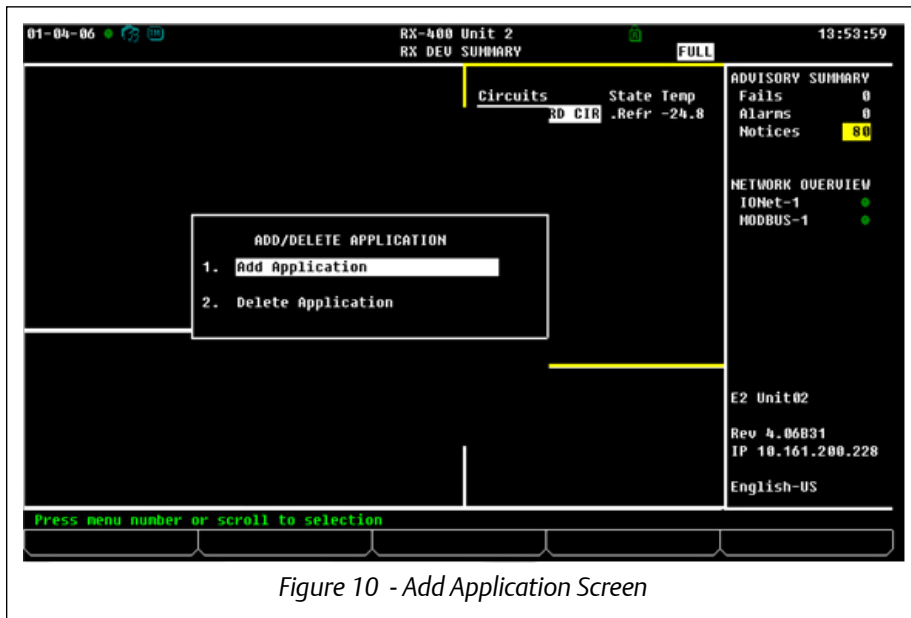 01-04-06 RX-400 Unit 2 13:53:59
RX DEV SUMMARY FULL
Circuits State Temp
RD CIR .Refr -24.8
ADVISORY SUMMARY
Fails 0
Alarms 0
Notices 80
NETWORK OVERVIEW
IONet-1
MODBUS-1
ADD/DELETE APPLICATION
1. Add Application
2. Delete Application
E2 Unit02
Rev 4.06B31
IP 10.161.200.228
English-US
Press menu number or scroll to selection
Figure 10 - Add Application Screen